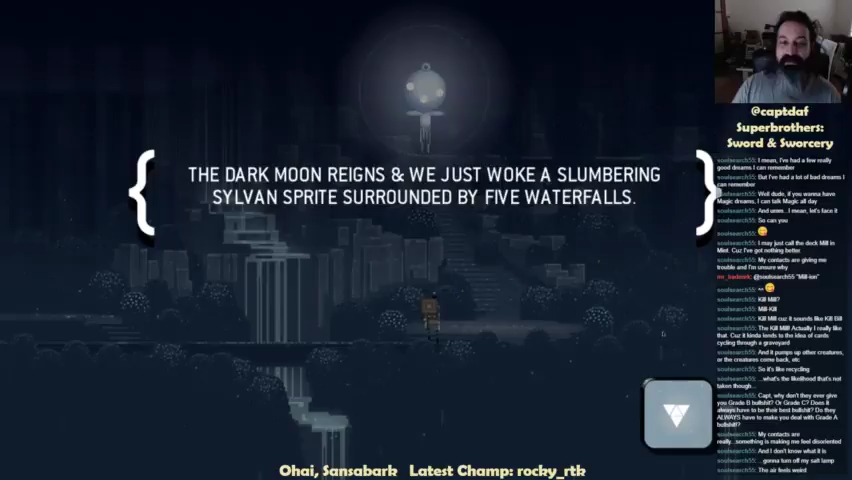 THE DARK MOON REIGNS & WE JUST WOKE A SLUMBERING
SYLVAN SPRITE SURROUNDED BY FIVE WATERFALLS.
@captdaf
Superbrothers:
Sword & Sworcery
soulsearch55: I mean, I've had a few really
good dreams I can remember
soulsearch55: But I've had a lot of bad dreams I
can remember
soulsearch55: Well dude, if you wanna have
Magic dreams, I can talk Magic all day
soulsearch55: And umm... I mean, let's face it
soulsearch55: So can you
soulsearch55:
soulsearch55: I may just call the deck Mill in
Mist. Cuz I've got nothing better
soulsearch55: My contacts are giving me
trouble and I'm unsure why
@soulsearch55 "Mill-ion"
soulsearch55: Kill Mill?
soulsearch55: Mill-Kill
soulsearch55: Kill Mill cuz it sounds like Kill Bill
soulsearch55: The Kill Mill! Actually I really like
that. Cuz it kinda lends to the idea of cards
cycling through a graveyard
soulsearch55: And it pumps up other creatures,
or the creatures come back, etc
soulsearch55: So it's like recycling
soulsearch55: ...what's the likelihood that's not
taken though...
soulsearch55: Capt, why don't they ever give
you Grade B bullshit? Or Grade C? Does it
always have to be their best bullshit? Do they
ALWAYS have to make you deal with Grade A
bullshit!?
soulsearch55: My contacts are
really...something is making me feel disoriented
soulsearch55: And I don't know what it is
soulsearch55: ...gonna turn off my salt lamp
soulsearch55: The air feels weird
Ohai, Sansabark Latest Champ: rocky_rtk